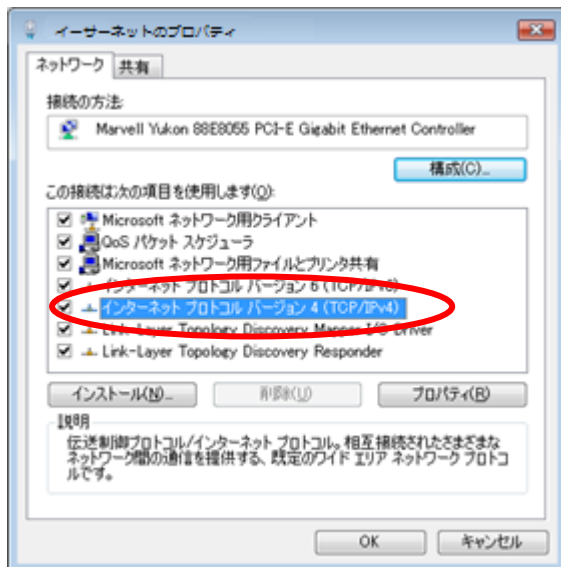 イーサーネットのプロパティ
ネットワーク 共有
接続の方法:
Marvell Yukon 88E8055 PCI-E Gigabit Ethernet Controller
構成(C)...
この接続は次の項目を使用します(O):
Microsoft ネットワーク用クライアント
QoS パケット スケジューラ
Microsoft ネットワーク用ファイルとプリンタ共有
インターネット プロトコル バージョン 6 (TCP/IPv6)
インターネット プロトコル バージョン 4 (TCP/IPv4)
Link-Layer Topology Discovery Mapper I/O Driver
Link-Layer Topology Discovery Responder
インストール(N)... 削除(U) プロパティ(R)
説明
伝送制御プロトコル/インターネット プロトコル。相互接続されたさまざまな
ネットワーク間の通信を提供する、既定のワイド エリア ネットワーク プロトコ
ルです。
OK キャンセル